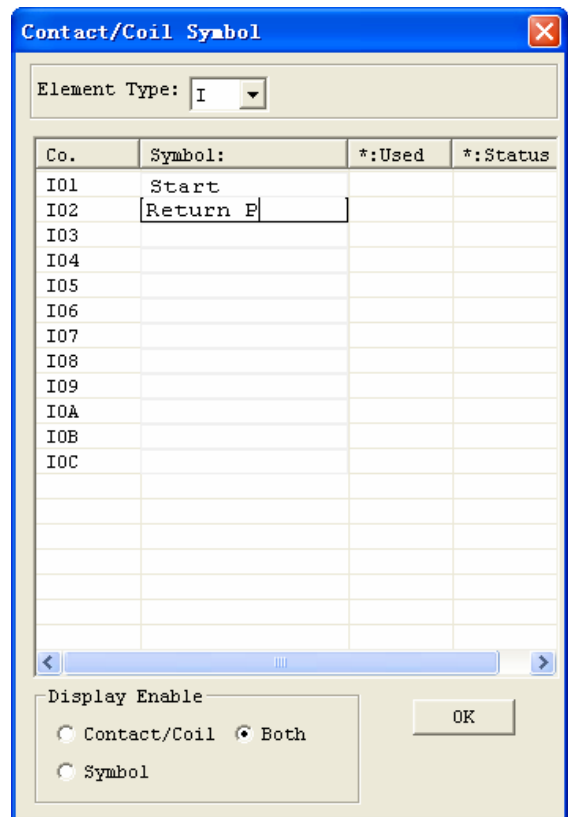 Contact/Coil Symbol
Element Type: I
Co. Symbol: *:Used *:Status
I01 Start
I02 Return P
I03
I04
I05
I06
I07
I08
I09
I0A
I0B
I0C
Display Enable
Contact/Coil Both
Symbol
OK